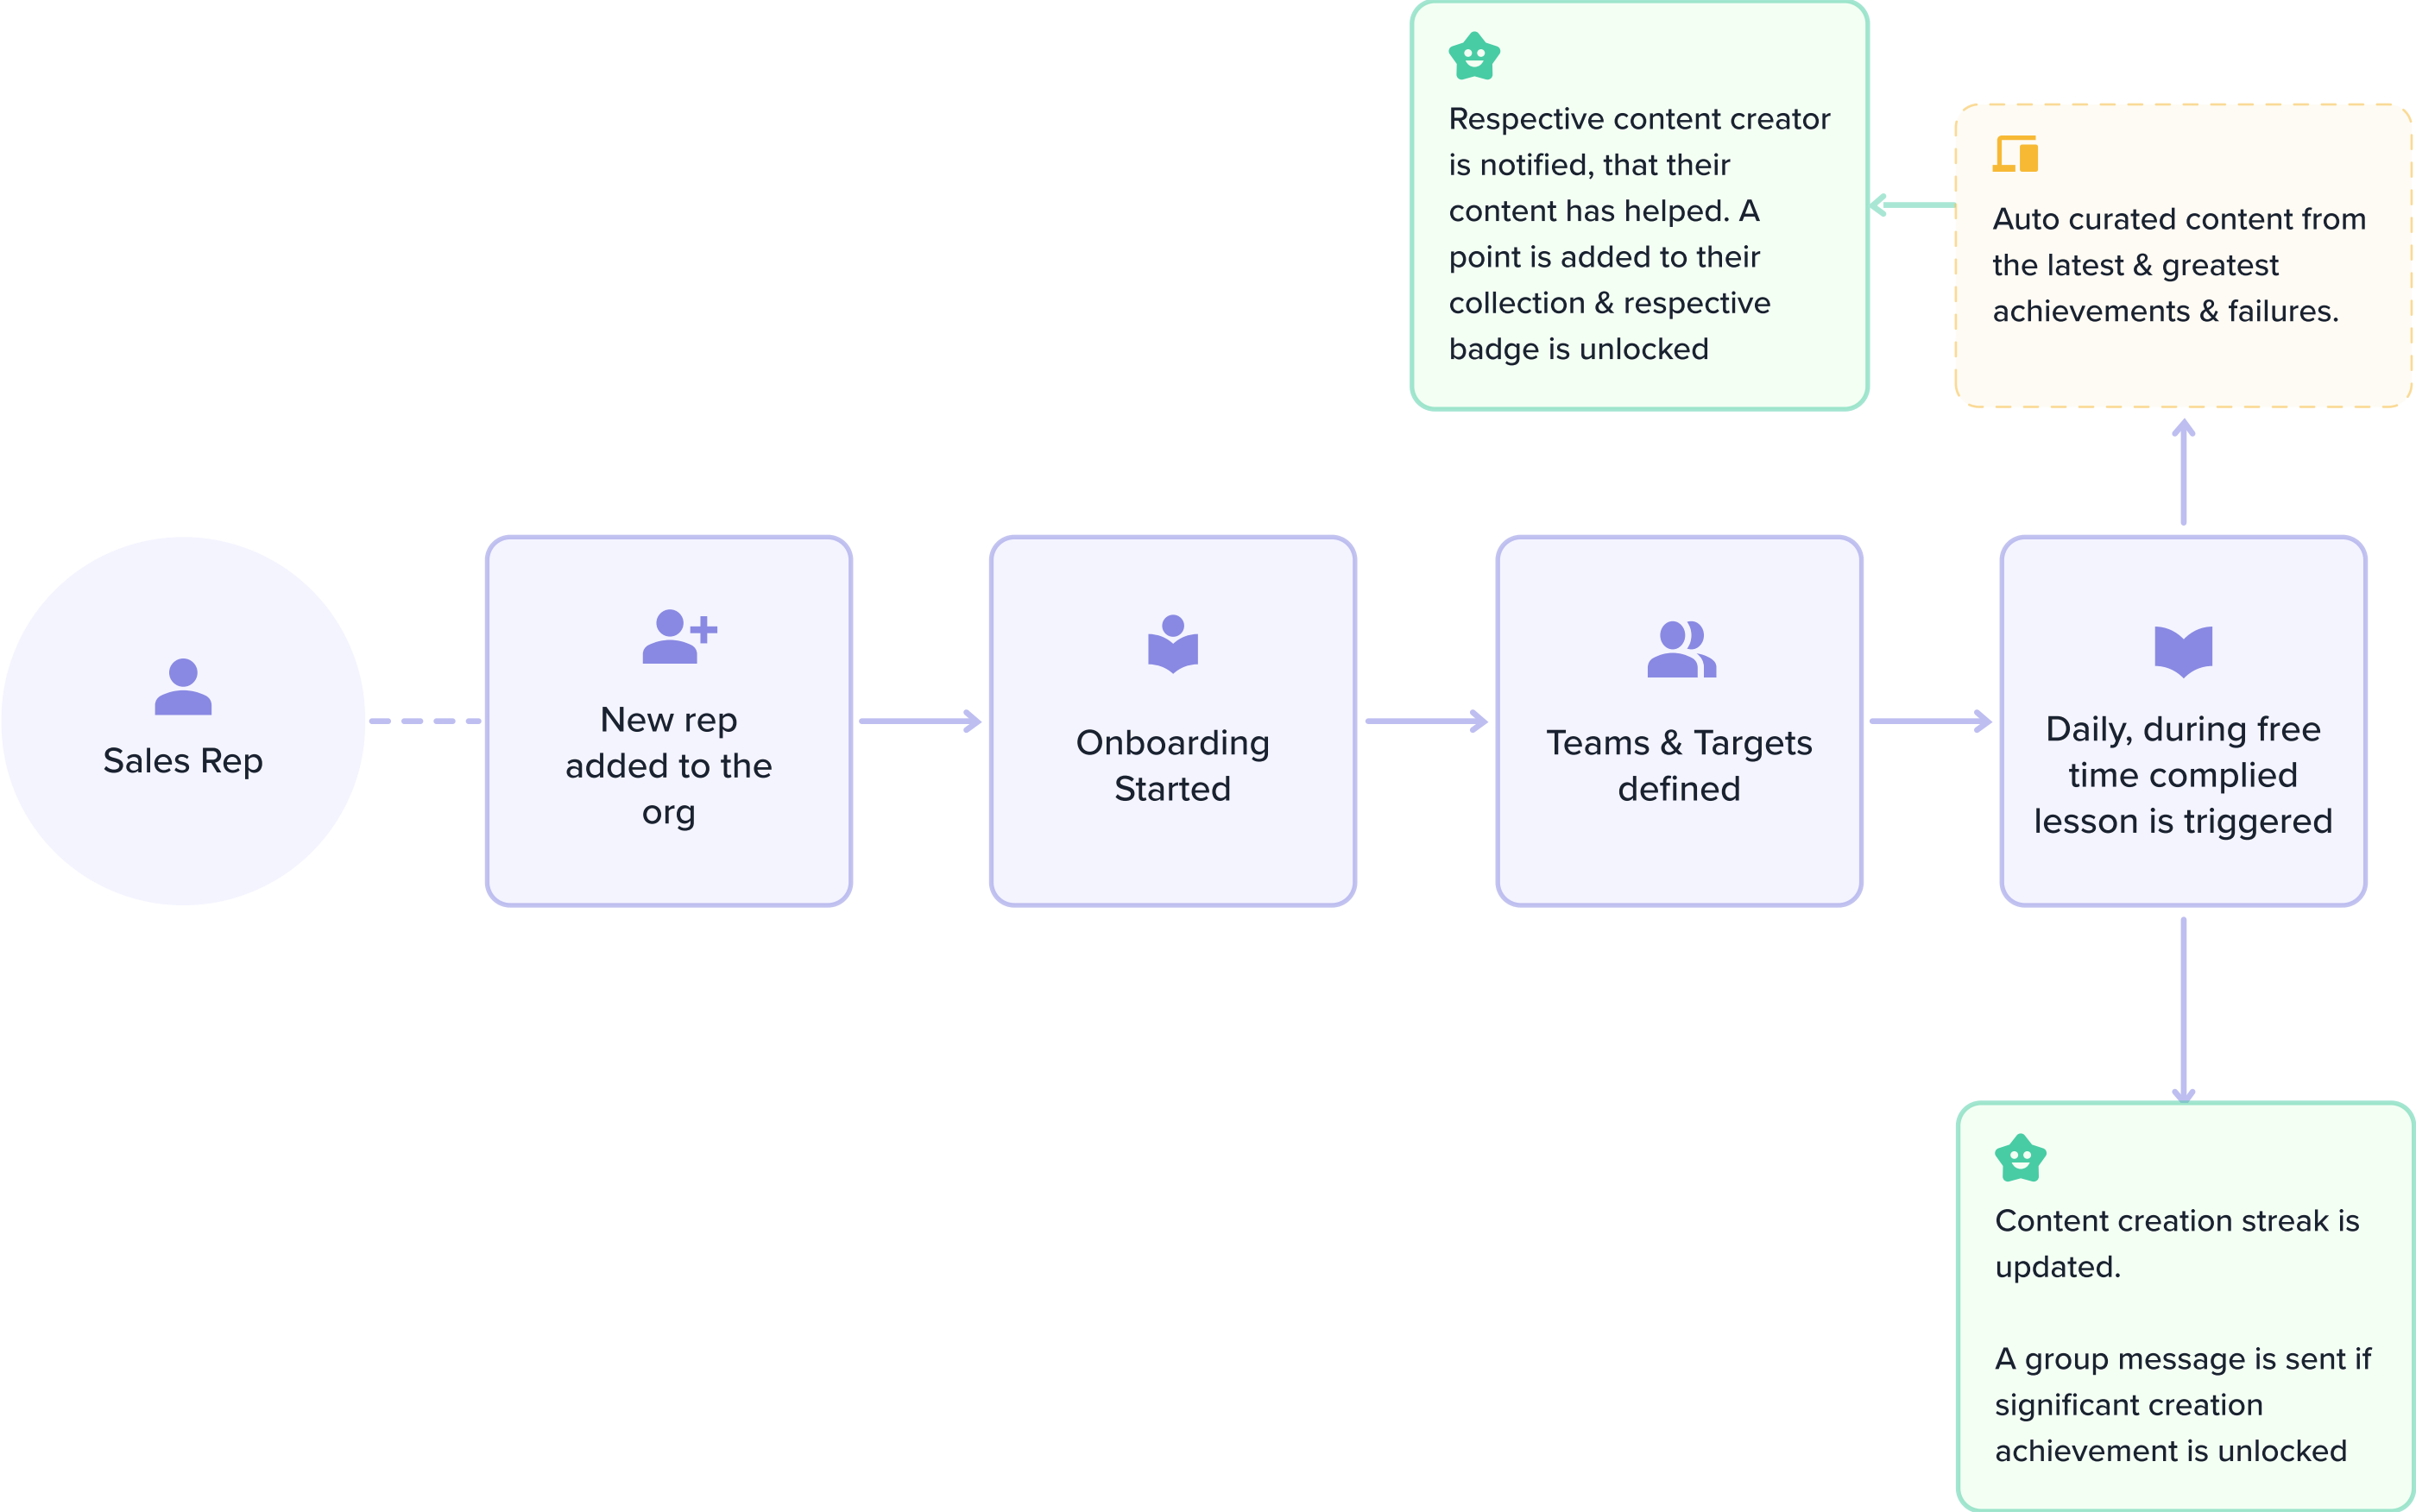 Respective content creator
is notified, that their
content has helped. A
point is added to their
collection & respective
badge is unlocked
Auto curated content from
the latest & greatest
achievements & failures.
Sales Rep
New rep
added to the
org
Onboarding
Started
Teams & Targets
defined
Daily, during free
time complied
lesson is triggered
Content creation streak is
updated.
A group message is sent if
significant creation
achievement is unlocked